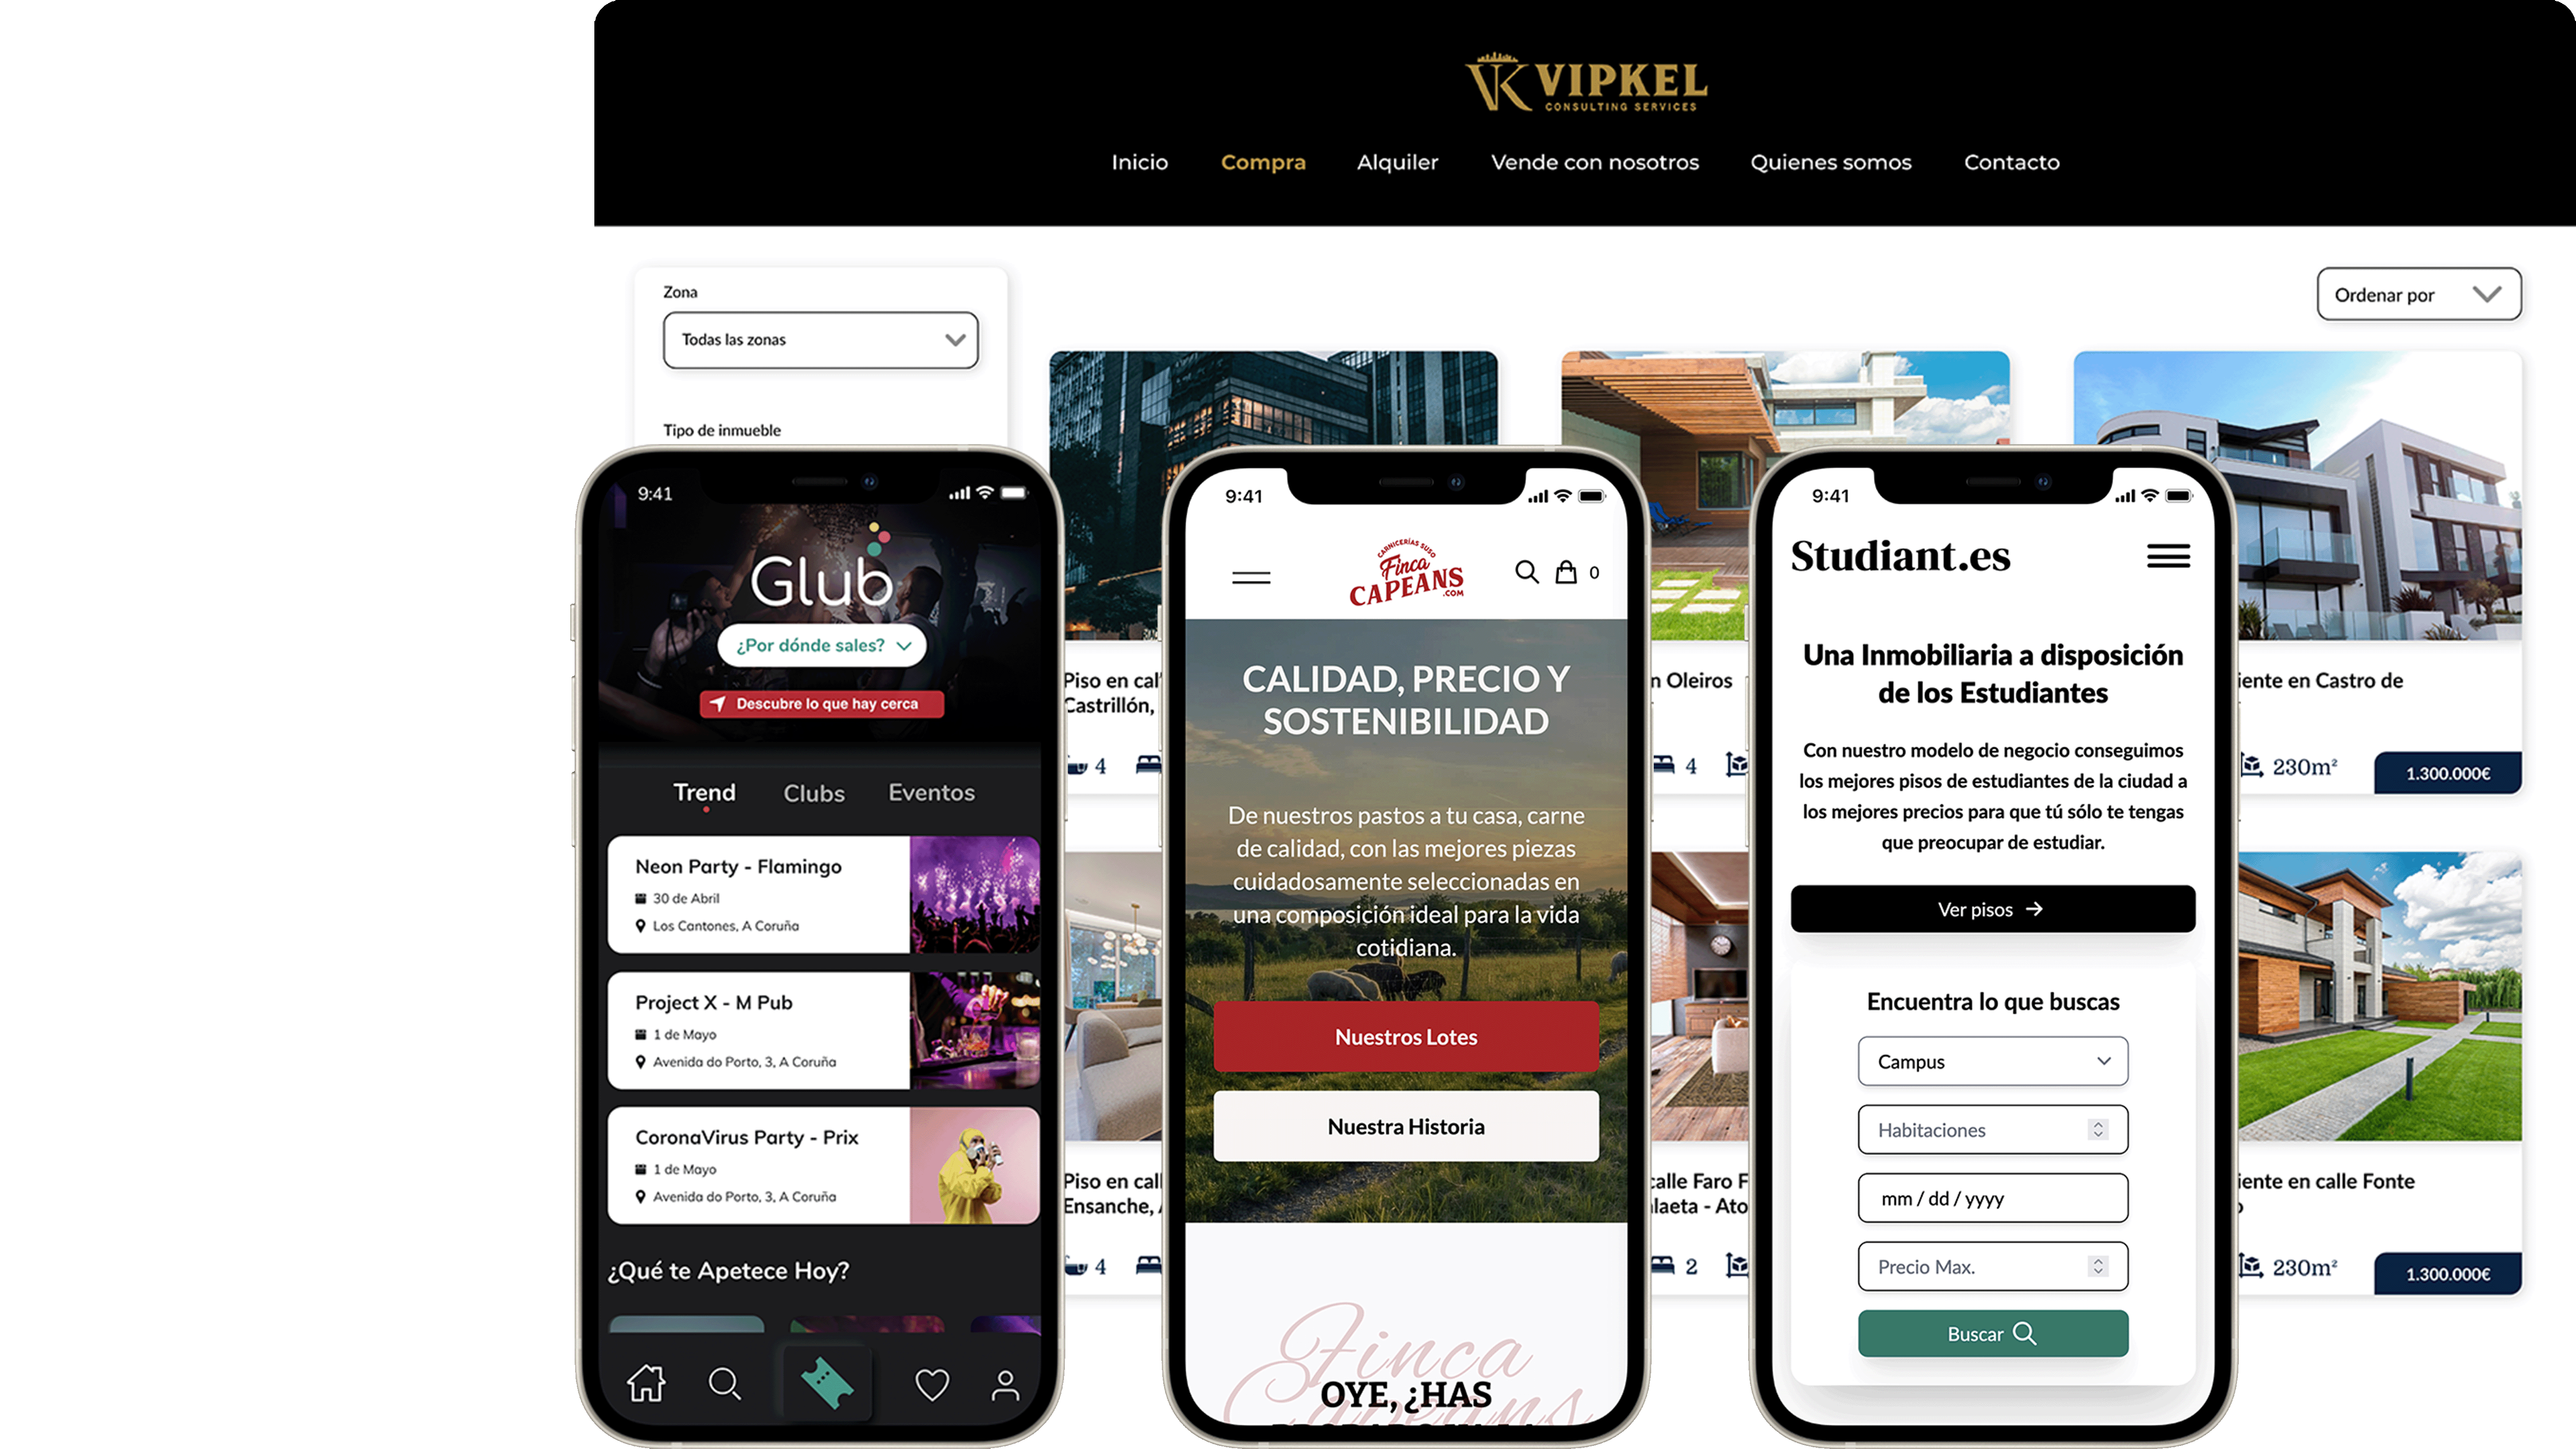 VK VIPKEL
CONSULTING SERVICES
Inicio Compra Alquiler Vende con nosotros Quienes somos Contacto
Zona
Todas las zonas
Tipo de inmueble
Ordenar por
9:41
Glub
¿Por dónde sales?
Descubre lo que hay cerca
Trend Clubs Eventos
Neon Party - Flamingo
30 de Abril
Los Cantones, A Coruña
Project X - M Pub
1 de Mayo
Avenida do Porto, 3, A Coruña
CoronaVirus Party - Prix
1 de Mayo
Avenida do Porto, 3, A Coruña
¿Qué te Apetece Hoy?
Piso en
Castrillón,
4
Piso en
Ensanche,
4
9:41
CARNICERÍAS SUSO
Finca
CAPEANS
.COM
0
CALIDAD, PRECIO Y
SOSTENIBILIDAD
De nuestros pastos a tu casa, carne
de calidad, con las mejores piezas
cuidadosamente seleccionadas en
una composición ideal para la vida
cotidiana.
Nuestros Lotes
Nuestra Historia
Finca
Capeans
OYE, ¿HAS
Oleiros
4
calle Faro
2
9:41
Studiant.es
Una Inmobiliaria a disposición
de los Estudiantes
Con nuestro modelo de negocio conseguimos
los mejores pisos de estudiantes de la ciudad a
los mejores precios para que tú sólo te tengas
que preocupar de estudiar.
Ver pisos
Encuentra lo que buscas
Campus
Habitaciones
mm / dd / yyyy
Precio Max.
Buscar
en Castro de
230m²
1.300.000€
en calle Fonte
230m²
1.300.000€